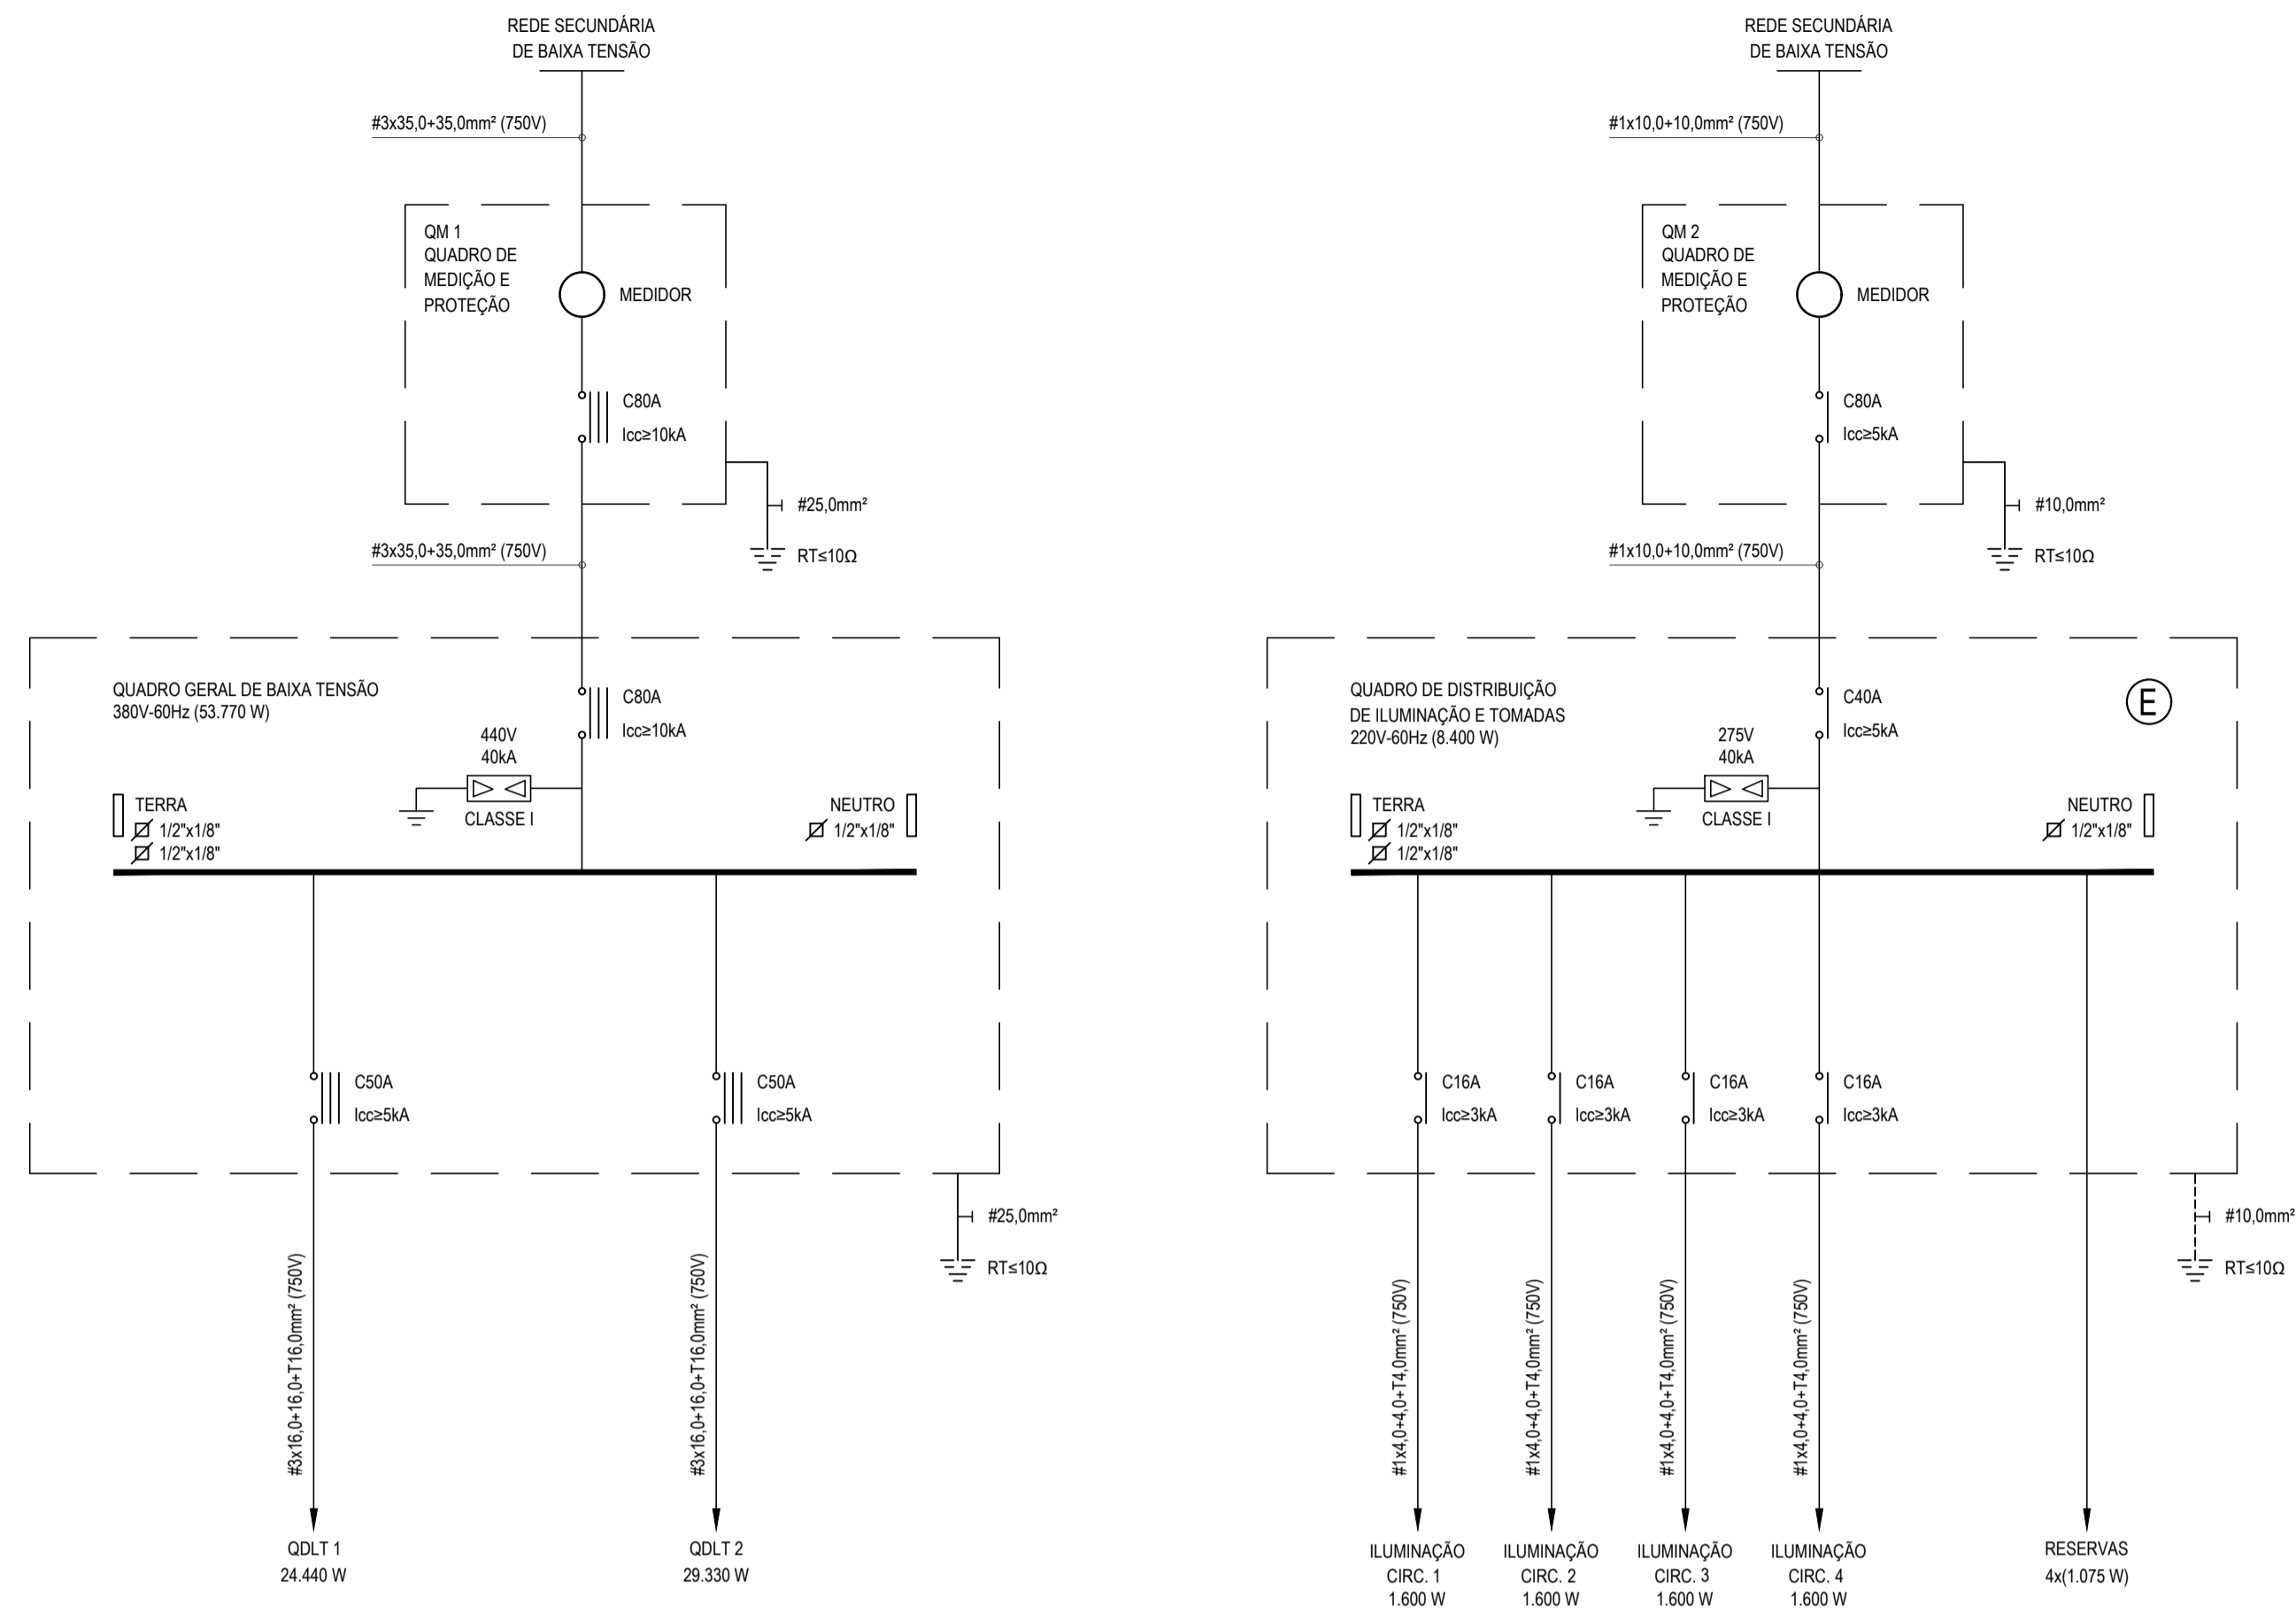 REDE SECUNDÁRIA
DE BAIXA TENSÃO
#3x35,0+35,0mm² (750V)
QM 1
QUADRO DE
MEDIÇÃO E
PROTEÇÃO
MEDIDOR
C80A
Icc≥10kA
#25,0mm²
RT≤10Ω
#3x35,0+35,0mm² (750V)
QUADRO GERAL DE BAIXA TENSÃO
380V-60Hz (53.770 W)
C80A
Icc≥10kA
440V
40kA
CLASSE I
TERRA
1/2"x1/8"
1/2"x1/8"
NEUTRO
1/2"x1/8"
C50A
Icc≥5kA
C50A
Icc≥5kA
#25,0mm²
RT≤10Ω
#3x16,0+16,0+T16,0mm² (750V)
#3x16,0+16,0+T16,0mm² (750V)
QDLT 1
24.440 W
QDLT 2
29.330 W
REDE SECUNDÁRIA
DE BAIXA TENSÃO
#1x10,0+10,0mm² (750V)
QM 2
QUADRO DE
MEDIÇÃO E
PROTEÇÃO
MEDIDOR
C80A
Icc≥5kA
#10,0mm²
RT≤10Ω
#1x10,0+10,0mm² (750V)
QUADRO DE DISTRIBUIÇÃO
DE ILUMINAÇÃO E TOMADAS
220V-60Hz (8.400 W)
C40A
Icc≥5kA
E
275V
40kA
CLASSE I
TERRA
1/2"x1/8"
1/2"x1/8"
NEUTRO
1/2"x1/8"
C16A
Icc≥3kA
C16A
Icc≥3kA
C16A
Icc≥3kA
C16A
Icc≥3kA
#10,0mm²
RT≤10Ω
#1x4,0+4,0+T4,0mm² (750V)
#1x4,0+4,0+T4,0mm² (750V)
#1x4,0+4,0+T4,0mm² (750V)
#1x4,0+4,0+T4,0mm² (750V)
ILUMINAÇÃO
CIRC. 1
1.600 W
ILUMINAÇÃO
CIRC. 2
1.600 W
ILUMINAÇÃO
CIRC. 3
1.600 W
ILUMINAÇÃO
CIRC. 4
1.600 W
RESERVAS
4x(1.075 W)